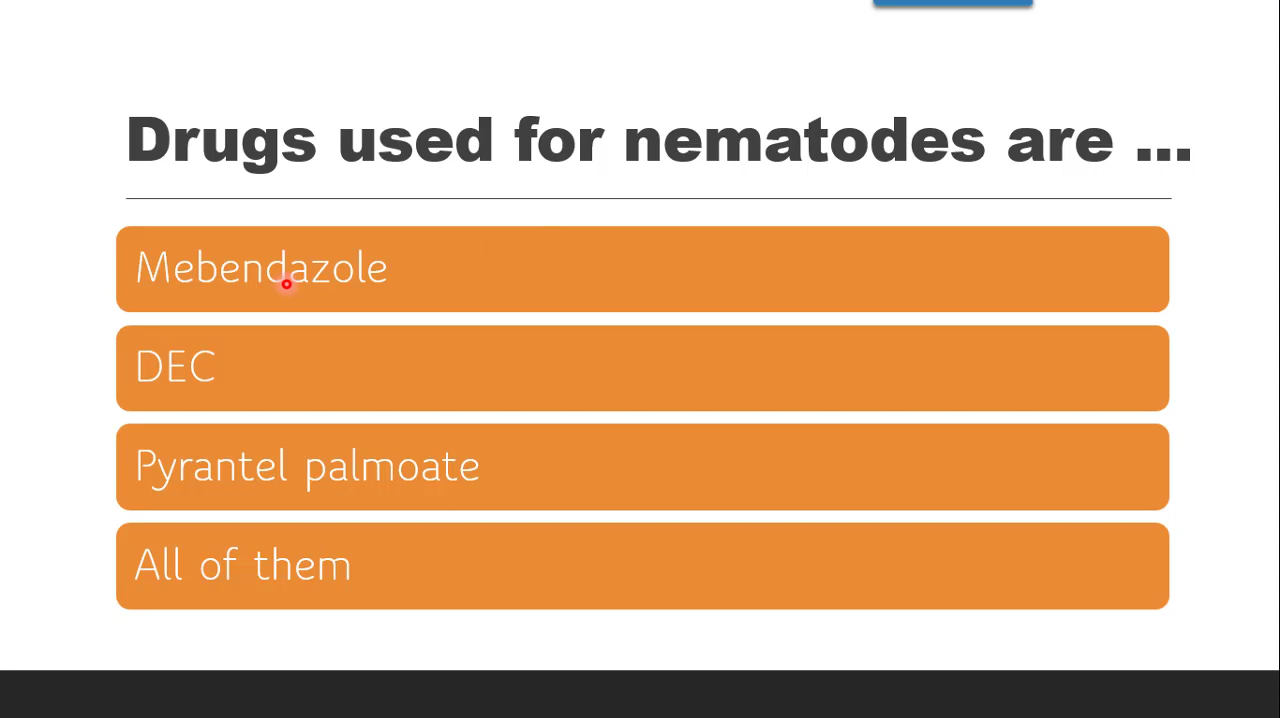 Drugs used for nematodes are ...
Mebendazole
DEC
Pyrantel palmoate
All of them